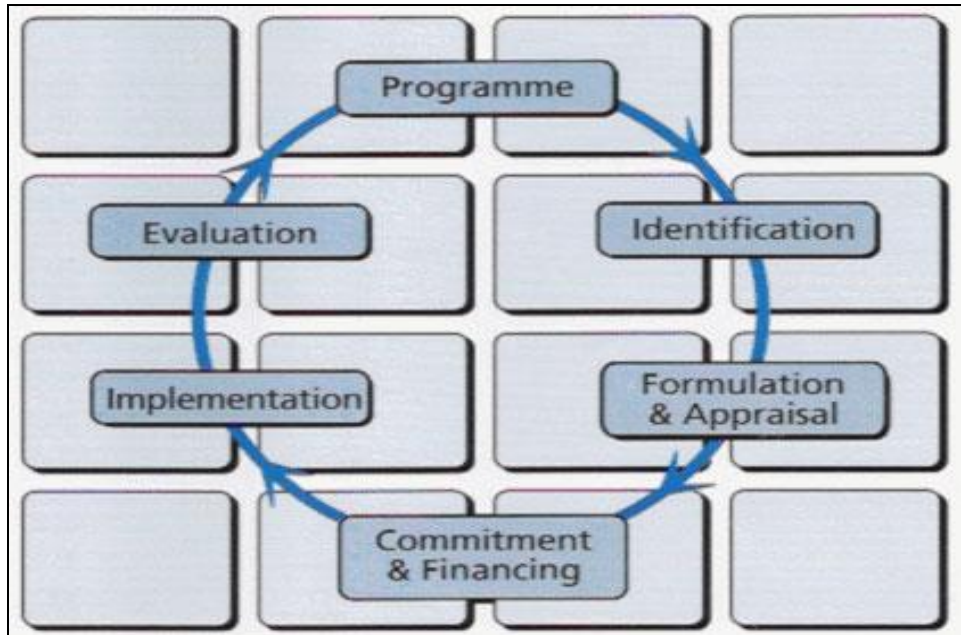 Programme
Identification
Formulation
& Appraisal
Commitment
& Financing
Implementation
Evaluation